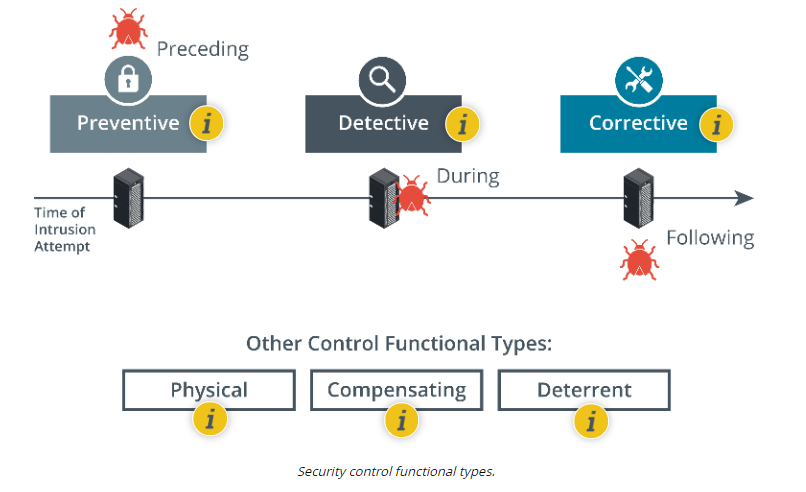 Preceding
Preventive i
Detective i
Corrective i
During
Time of
Intrusion
Attempt
Following
Other Control Functional Types:
Physical
i
Compensating
i
Deterrent
i
Security control functional types.